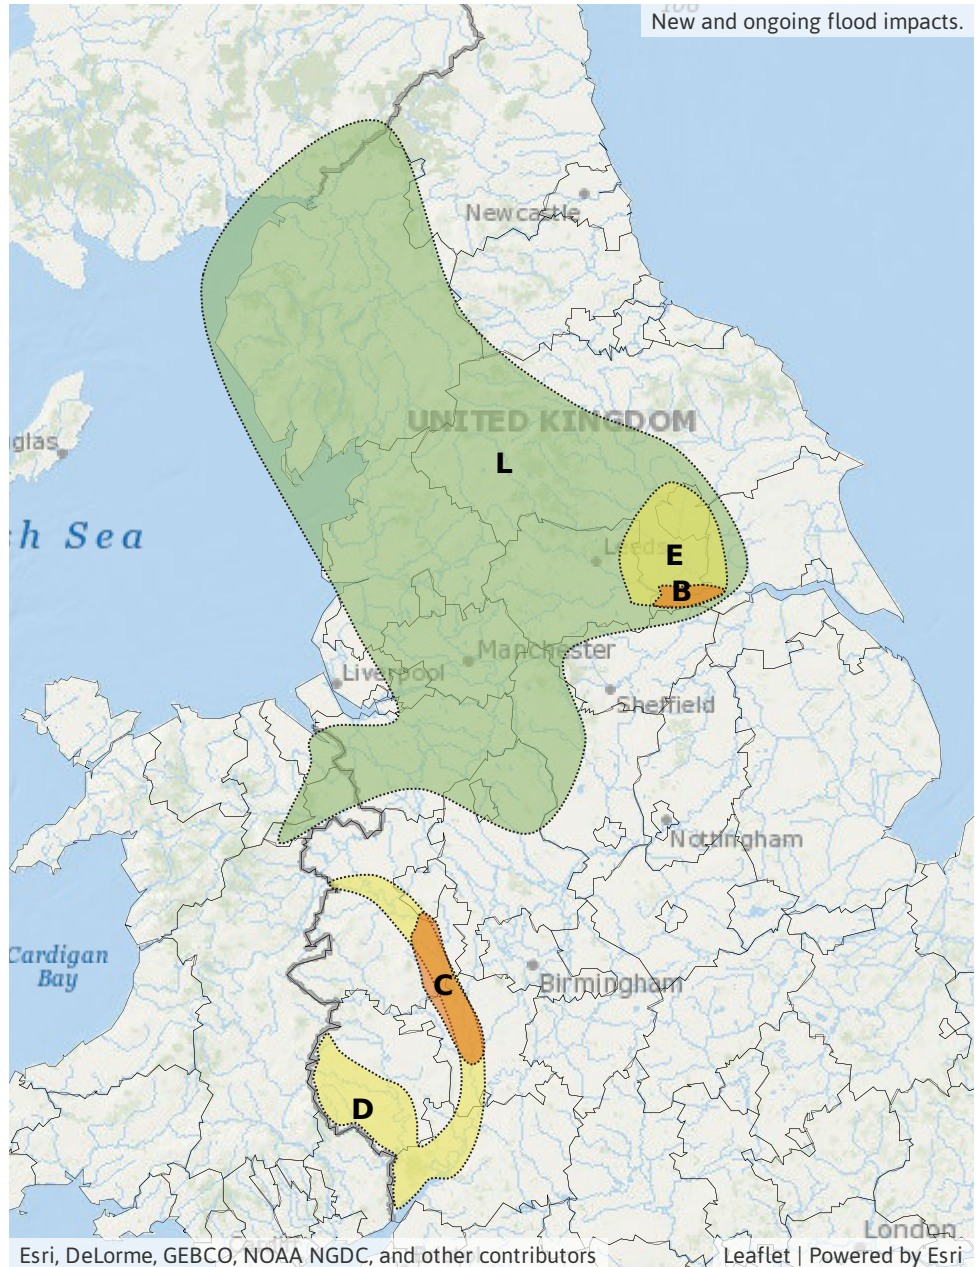 New and ongoing flood impacts.
Newcastle
UNITED KINGDOM
glas
L
h Sea
Leeds
E
B
Manchester
Liverpool
Sheffield
Nottingham
Cardigan
Bay
C
Birmingham
D
London
Esri, DeLorme, GEBCO, NOAA NGDC, and other contributors
Leaflet | Powered by Esri